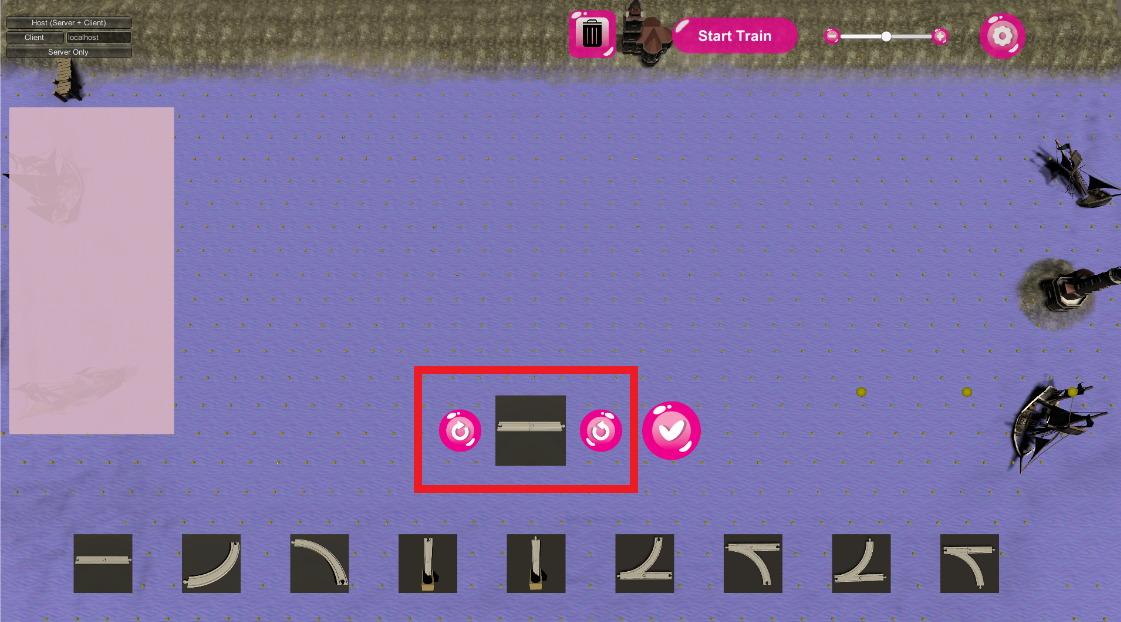 Host (Server + Client)
Client
localhost
Server Only
Start Train